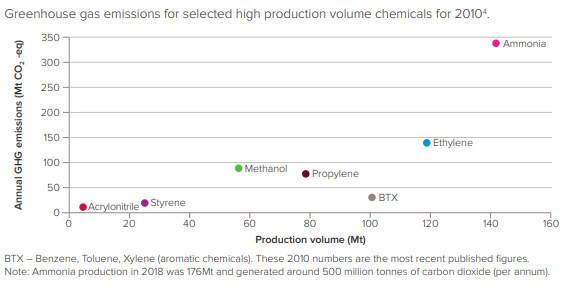 Greenhouse gas emissions for selected high production volume chemicals for 2010⁴.
Annual GHG emissions (Mt CO₂ -eq)
350
300
250
200
150
100
50
0
Ammonia
Ethylene
Methanol
Propylene
BTX
Acrylonitrile
Styrene
0 20 40 60 80 100 120 140 160
Production volume (Mt)
BTX – Benzene, Toluene, Xylene (aromatic chemicals). These 2010 numbers are the most recent published figures.
Note: Ammonia production in 2018 was 176Mt and generated around 500 million tonnes of carbon dioxide (per annum).